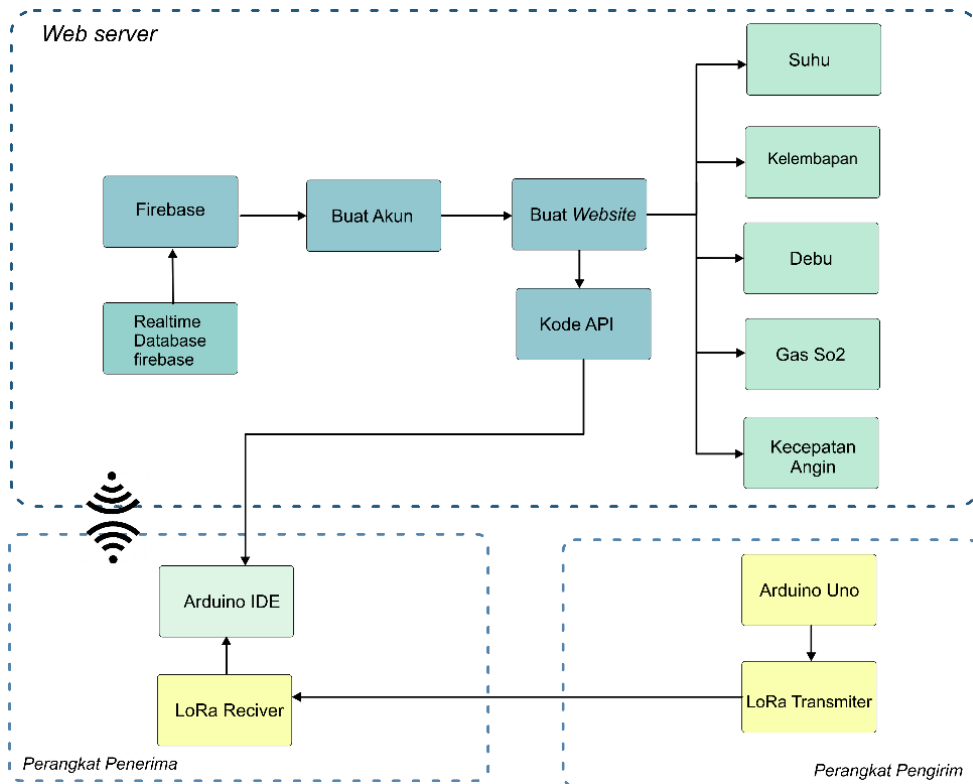 Web server
Suhu
Kelembapan
Firebase
Buat Akun
Buat Website
Debu
Realtime
Database
firebase
Kode API
Gas So2
Kecepatan
Angin
Arduino IDE
Arduino Uno
LoRa Reciver
LoRa Transmiter
Perangkat Penerima
Perangkat Pengirim